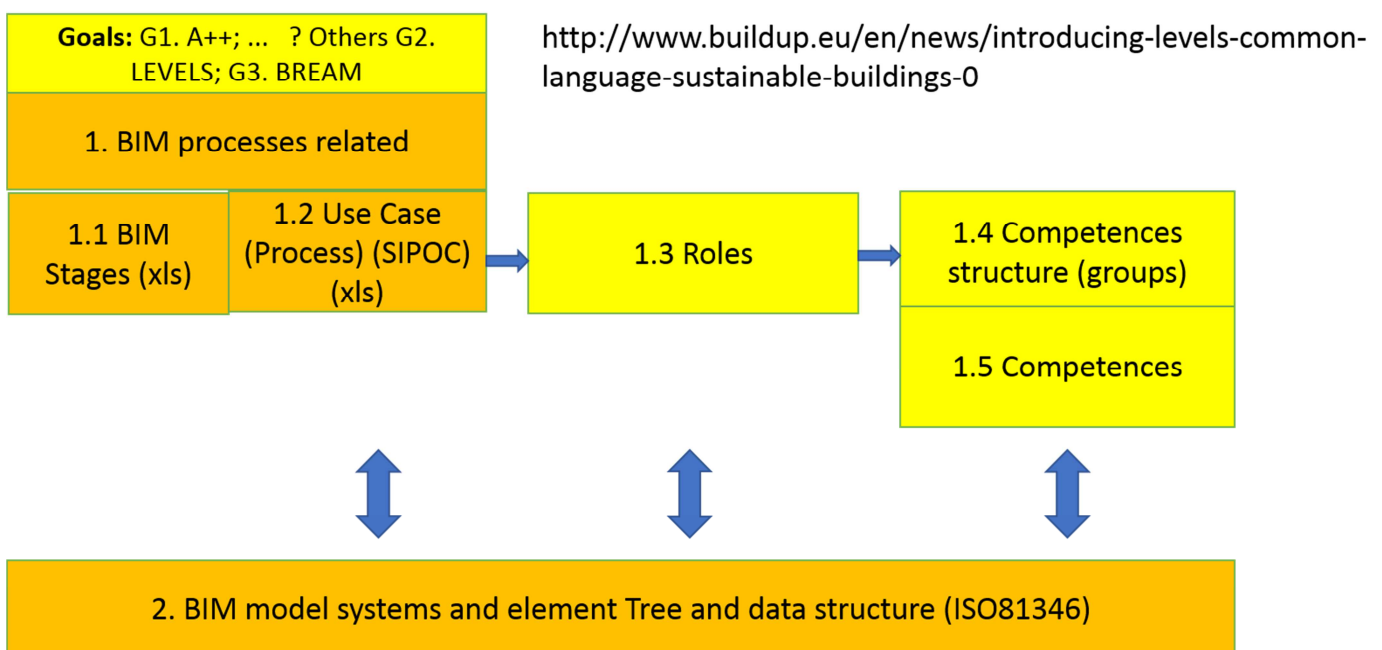 Goals: G1. A++; ... ? Others G2.
LEVELS; G3. BREAM
http://www.buildup.eu/en/news/introducing-levels-common-
language-sustainable-buildings-0
1. BIM processes related
1.1 BIM
Stages (xls)
1.2 Use Case
(Process) (SIPOC)
(xls)
1.3 Roles
1.4 Competences
structure (groups)
1.5 Competences
2. BIM model systems and element Tree and data structure (ISO81346)